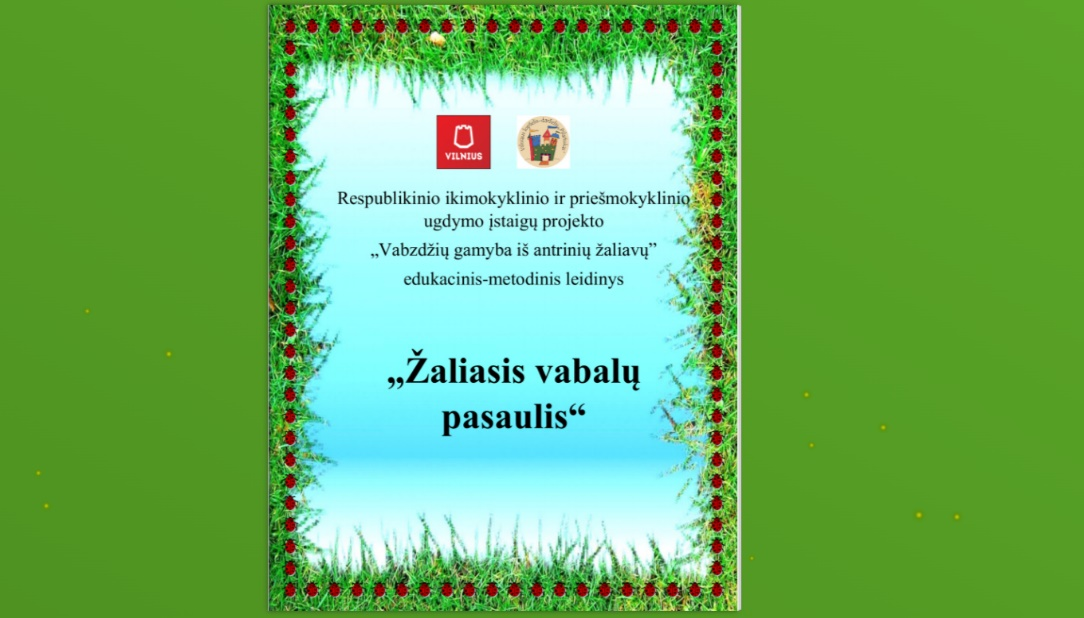 VILNIUS
Respublikinio ikimokyklinio ir priešmokyklinio
ugdymo įstaigų projekto
„Vabzdžių gamyba iš antrinių žaliavų”
edukacinis-metodinis leidinys
„Žaliasis vabalų
pasaulis“